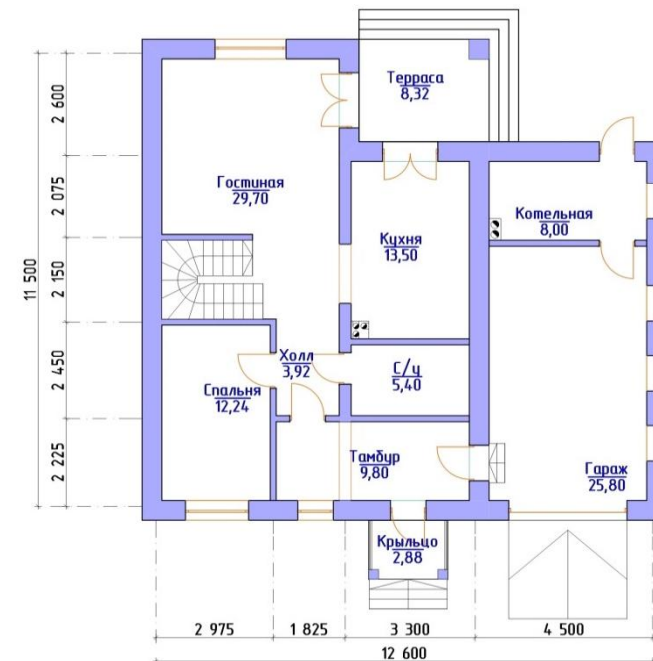 Терраса
8,32
Гостиная
29,70
Котельная
8,00
Кухня
13,50
Холл
3,92
С/у
5,40
Спальня
12,24
Тамбур
9,80
Гараж
25,80
Крыльцо
2,88
2 600
2 075
2 150
2 450
2 225
11 500
2 975
1 825
3 300
4 500
12 600